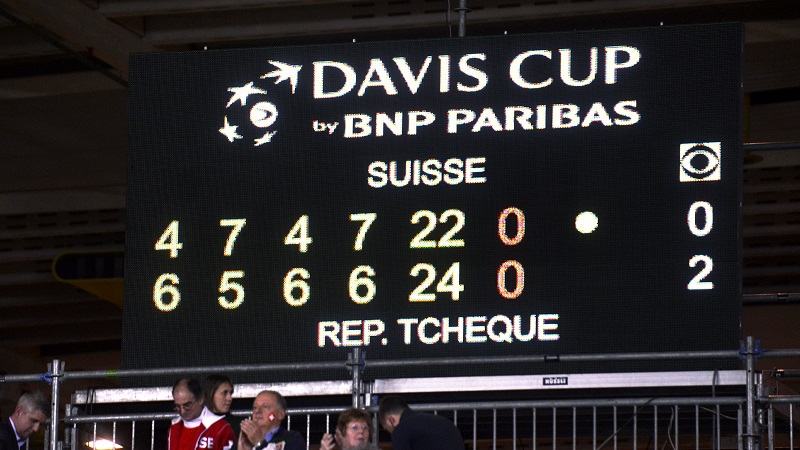 DAVIS CUP
by BNP PARIBAS
SUISSE
4 7 4 7 22 0 0
6 5 6 6 24 0 2
REP. TCHEQUE
NÜSSLI